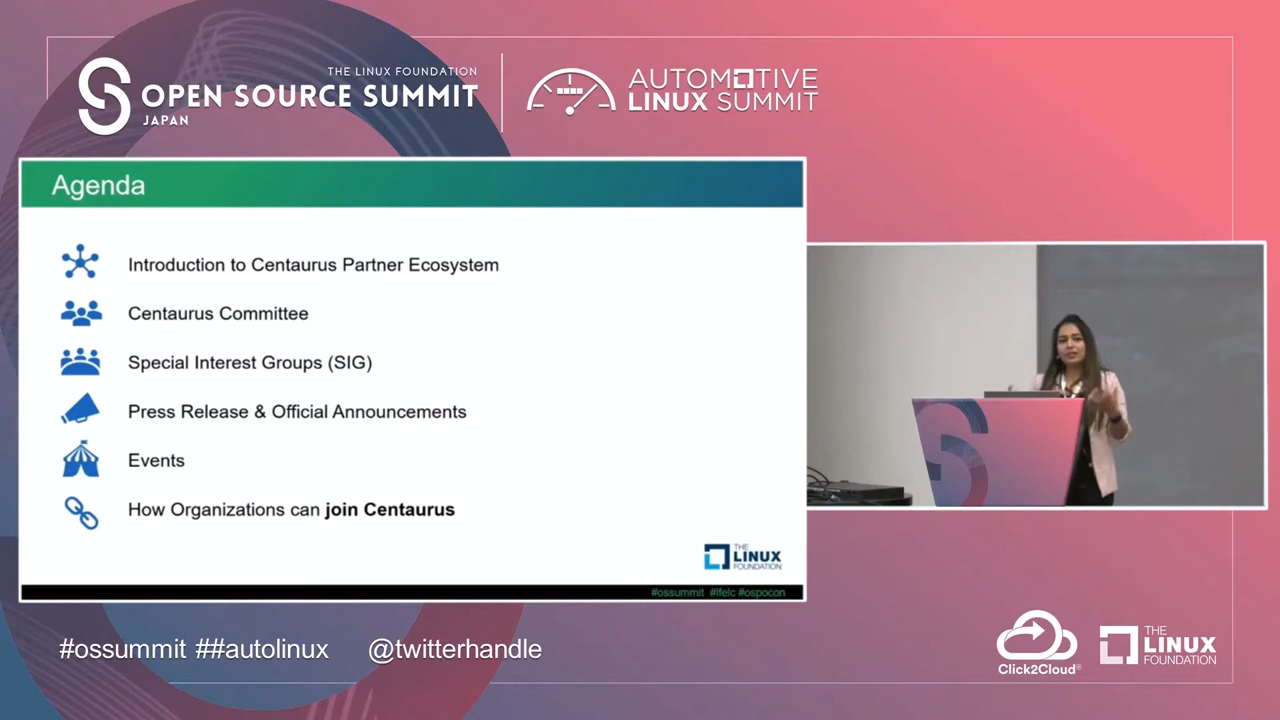 THE LINUX FOUNDATION
OPEN SOURCE SUMMIT
JAPAN
AUTOMOTIVE
LINUX SUMMIT
Agenda
Introduction to Centaurus Partner Ecosystem
Centaurus Committee
Special Interest Groups (SIG)
Press Release & Official Announcements
Events
How Organizations can join Centaurus
THE
LINUX
FOUNDATION
#ossummit #lfelc #ospocon
#ossummit ##autolinux @twitterhandle
Click2Cloud®
THE
LINUX
FOUNDATION